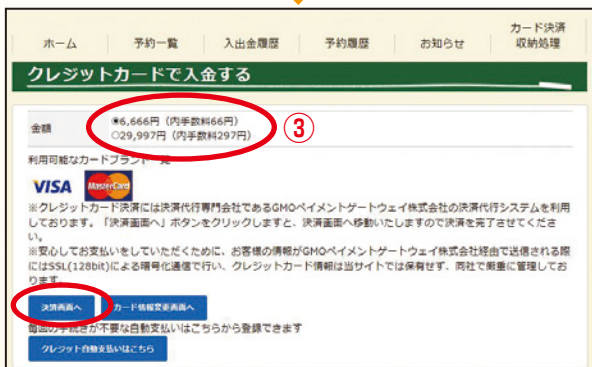 ホーム 予約一覧 入出金履歴 予約履歴 お知らせ カード決済
収納処理
クレジットカードで入金する
金額
◉6,666円（内手数料66円）
○29,997円（内手数料297円）
③
利用可能なカードブランド一覧
VISA MasterCard
※クレジットカード決済には決済代行専門会社であるGMOペイメントゲートウェイ株式会社の決済代行システムを利用
しております。「決済画面へ」ボタンをクリックしますと、決済画面へ移動いたしますので決済を完了させてくださ
い。
※安心してお支払いをしていただくために、お客様の情報がGMOペイメントゲートウェイ株式会社経由で送信される際
にはSSL(128bit)による暗号化通信で行い、クレジットカード情報は当サイトでは保有せず、同社で厳重に管理してお
ります。
決済画面へ カード情報変更画面へ
毎回の手続きが不要な自動支払いはこちらから登録できます
クレジット自動支払いはこちら